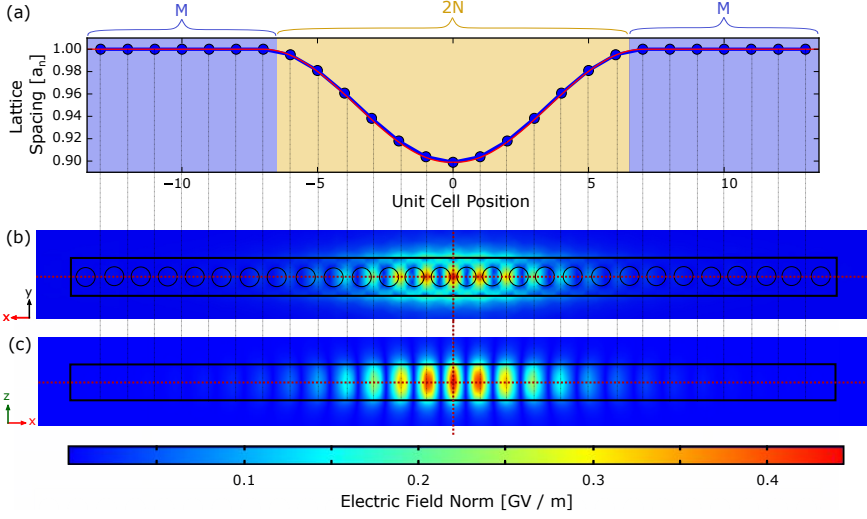 (a)
M 2N M
1.00
0.98
0.96
0.94
0.92
0.90
Lattice
Spacing [aₙ]
−10 −5 0 5 10
Unit Cell Position
(b)
y
x
(c)
z
x
0.1 0.2 0.3 0.4
Electric Field Norm [GV / m]